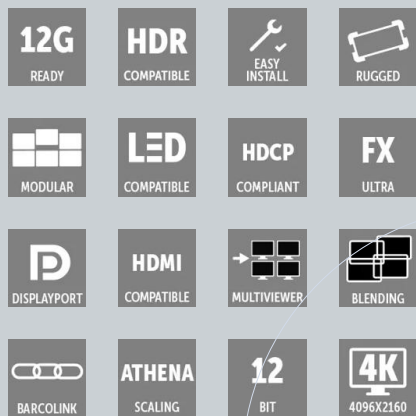 12G
READY
HDR
COMPATIBLE
EASY
INSTALL
RUGGED
MODULAR
LED
COMPATIBLE
HDCP
COMPLIANT
FX
ULTRA
DISPLAYPORT
HDMI
COMPATIBLE
MULTIVIEWER
BLENDING
BARCOLINK
ATHENA
SCALING
12
BIT
4K
4096X2160